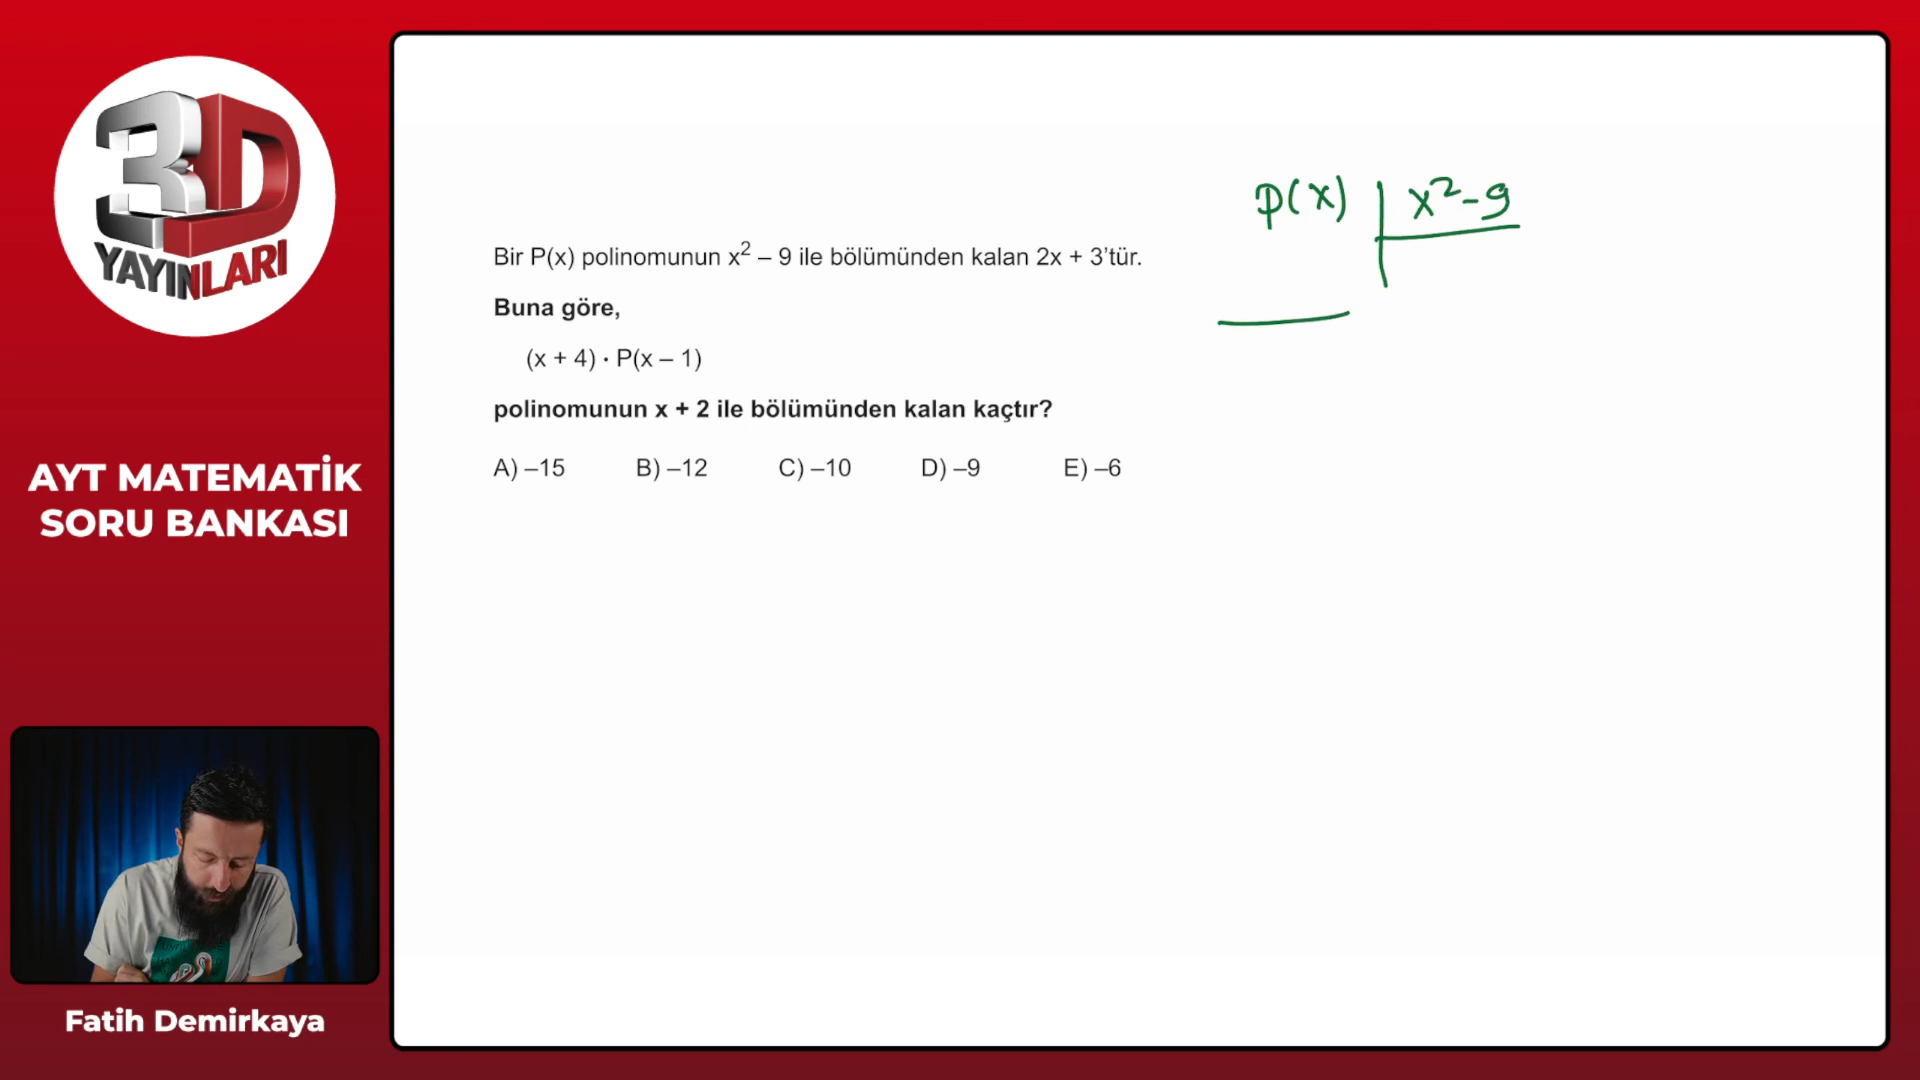 3D
YAYINLARI
AYT MATEMATİK
SORU BANKASI
Fatih Demirkaya
Bir P(x) polinomunun x² – 9 ile bölümünden kalan 2x + 3’tür.
Buna göre,
(x + 4) · P(x – 1)
polinomunun x + 2 ile bölümünden kalan kaçtır?
A) –15 B) –12 C) –10 D) –9 E) –6
P(x) | x² - 9